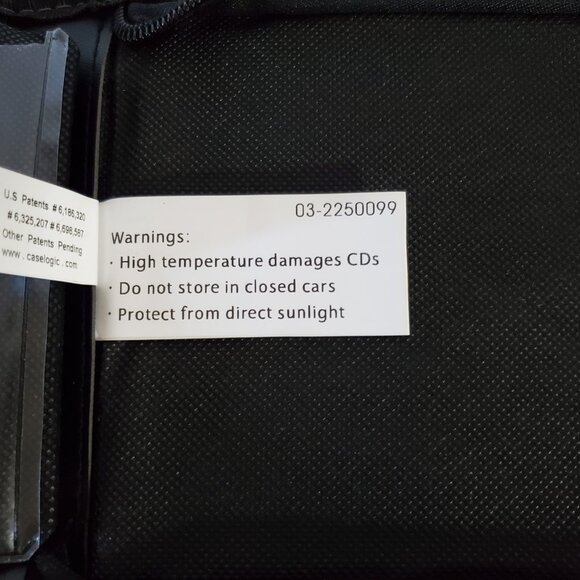 U.S Patents #6,186,320
#6,325,207 #6,698,587
Other Patents Pending
www . caselogic . com
03-2250099
Warnings:
· High temperature damages CDs
· Do not store in closed cars
· Protect from direct sunlight